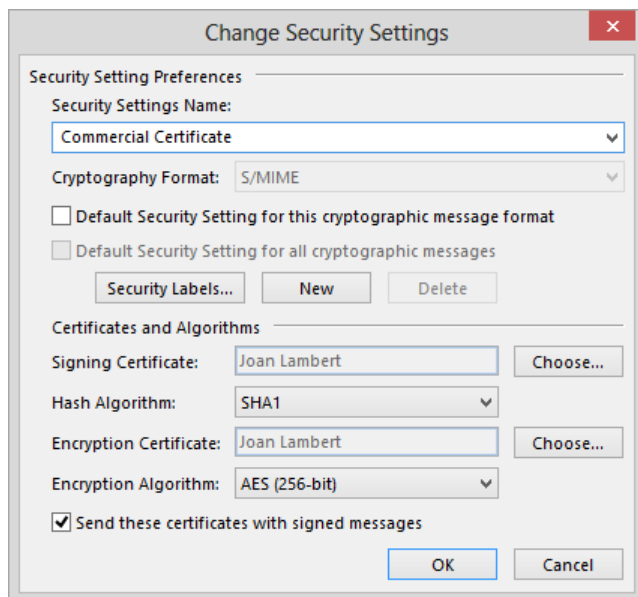 Change Security Settings
Security Setting Preferences
Security Settings Name:
Commercial Certificate
Cryptography Format: S/MIME
Default Security Setting for this cryptographic message format
Default Security Setting for all cryptographic messages
Security Labels... New Delete
Certificates and Algorithms
Signing Certificate: Joan Lambert Choose...
Hash Algorithm: SHA1
Encryption Certificate: Joan Lambert Choose...
Encryption Algorithm: AES (256-bit)
Send these certificates with signed messages
OK Cancel